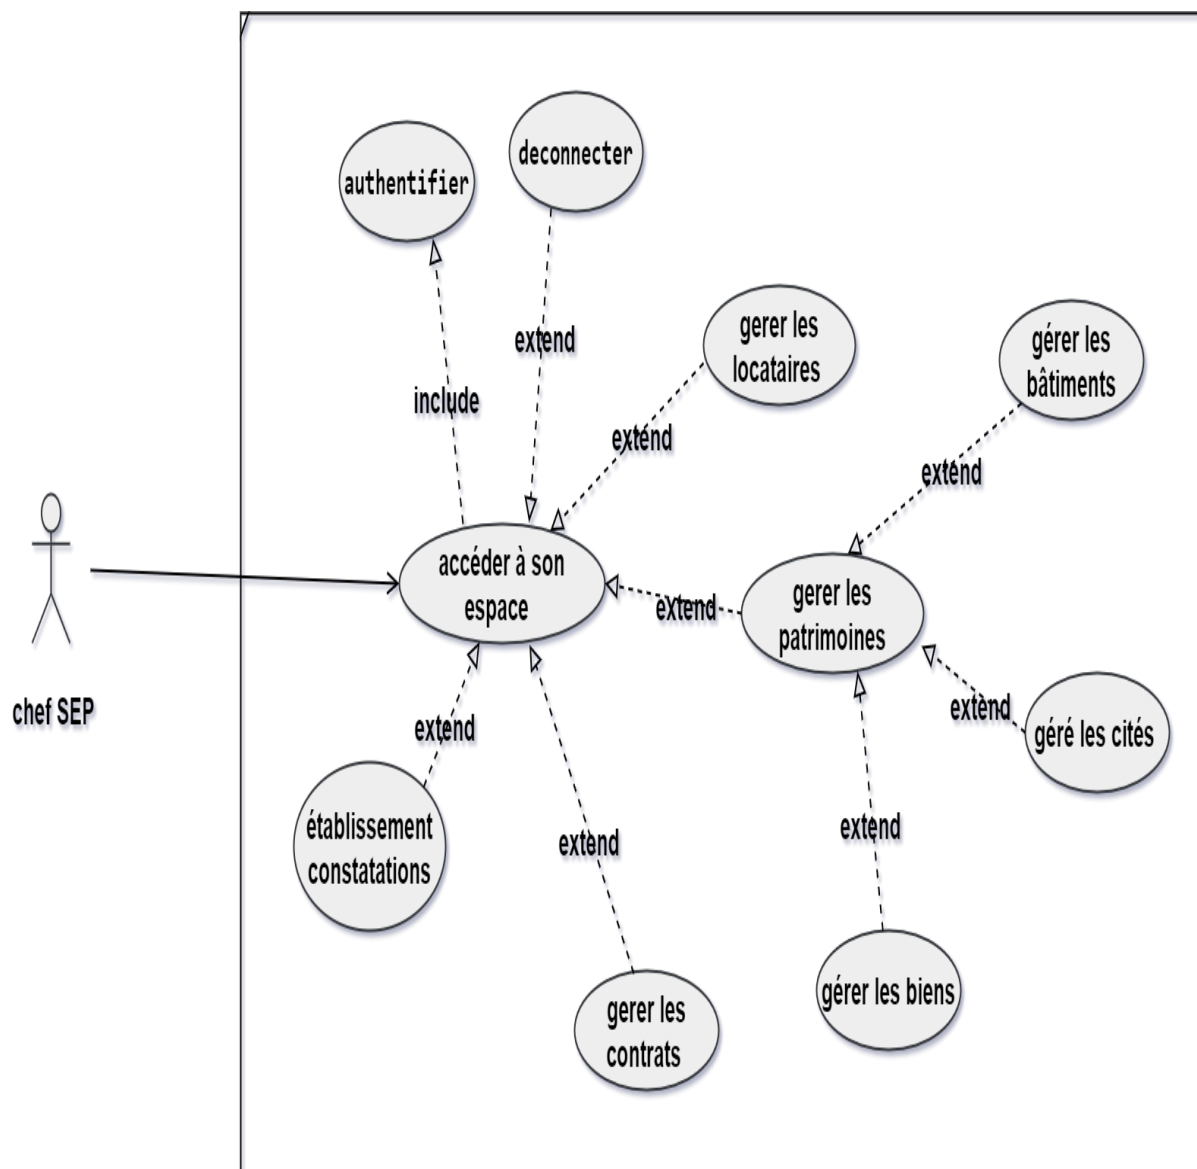 authentifier
deconnecter
extend
gerer les
locataires
gérer les
bâtiments
include
extend
extend
accéder à son
espace
extend
gerer les
patrimoines
chef SEP
extend
extend
géré les cités
établissement
constatations
extend
extend
gérer les biens
gerer les
contrats